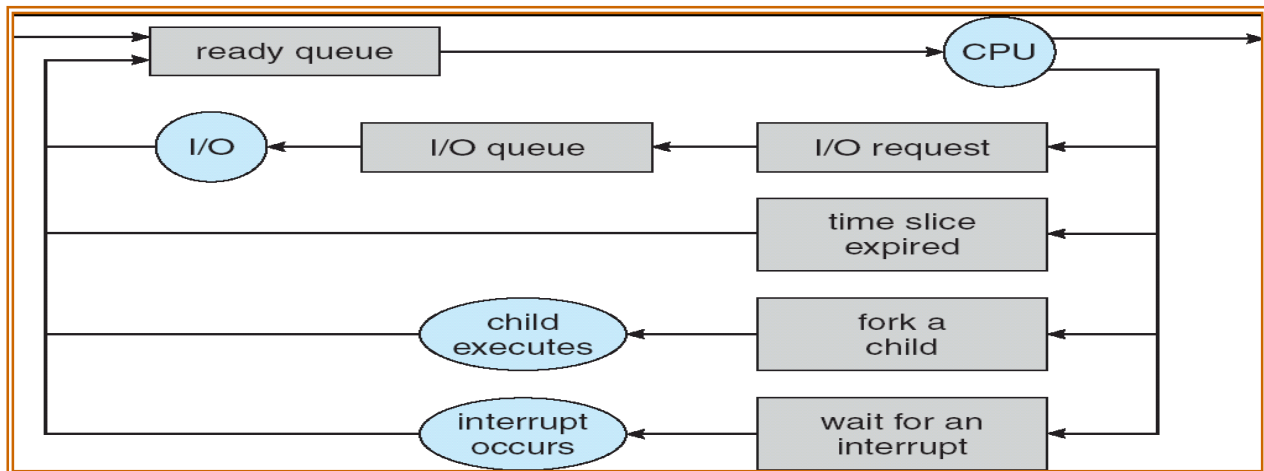 ready queue
CPU
I/O
I/O queue
I/O request
time slice
expired
child
executes
fork a
child
interrupt
occurs
wait for an
interrupt